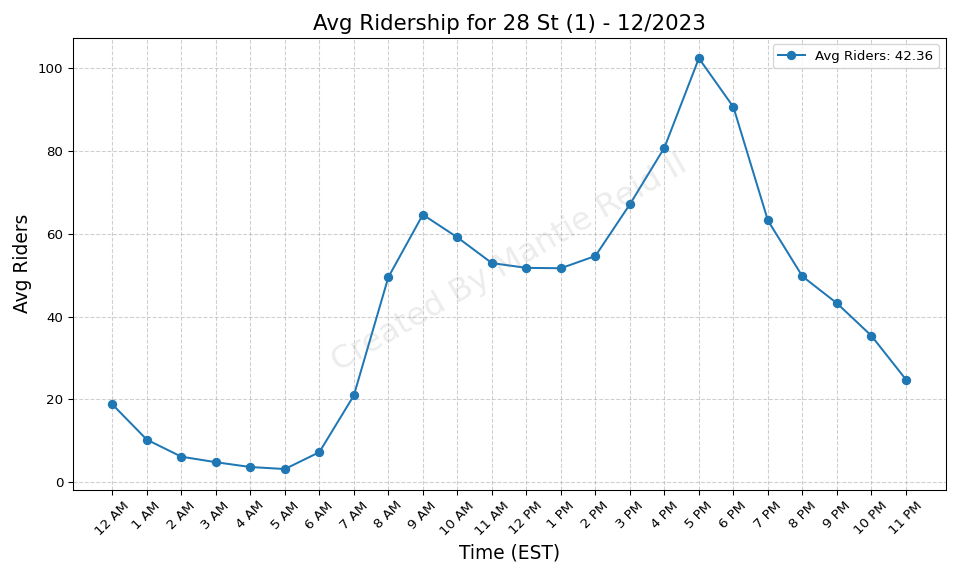 Avg Ridership for 28 St (1) - 12/2023
Avg Riders: 42.36
100
80
60
40
20
0
Avg Riders
Created By Mantie Reid II
12 AM
1 AM
2 AM
3 AM
4 AM
5 AM
6 AM
7 AM
8 AM
9 AM
10 AM
11 AM
12 PM
1 PM
2 PM
3 PM
4 PM
5 PM
6 PM
7 PM
8 PM
9 PM
10 PM
11 PM
Time (EST)